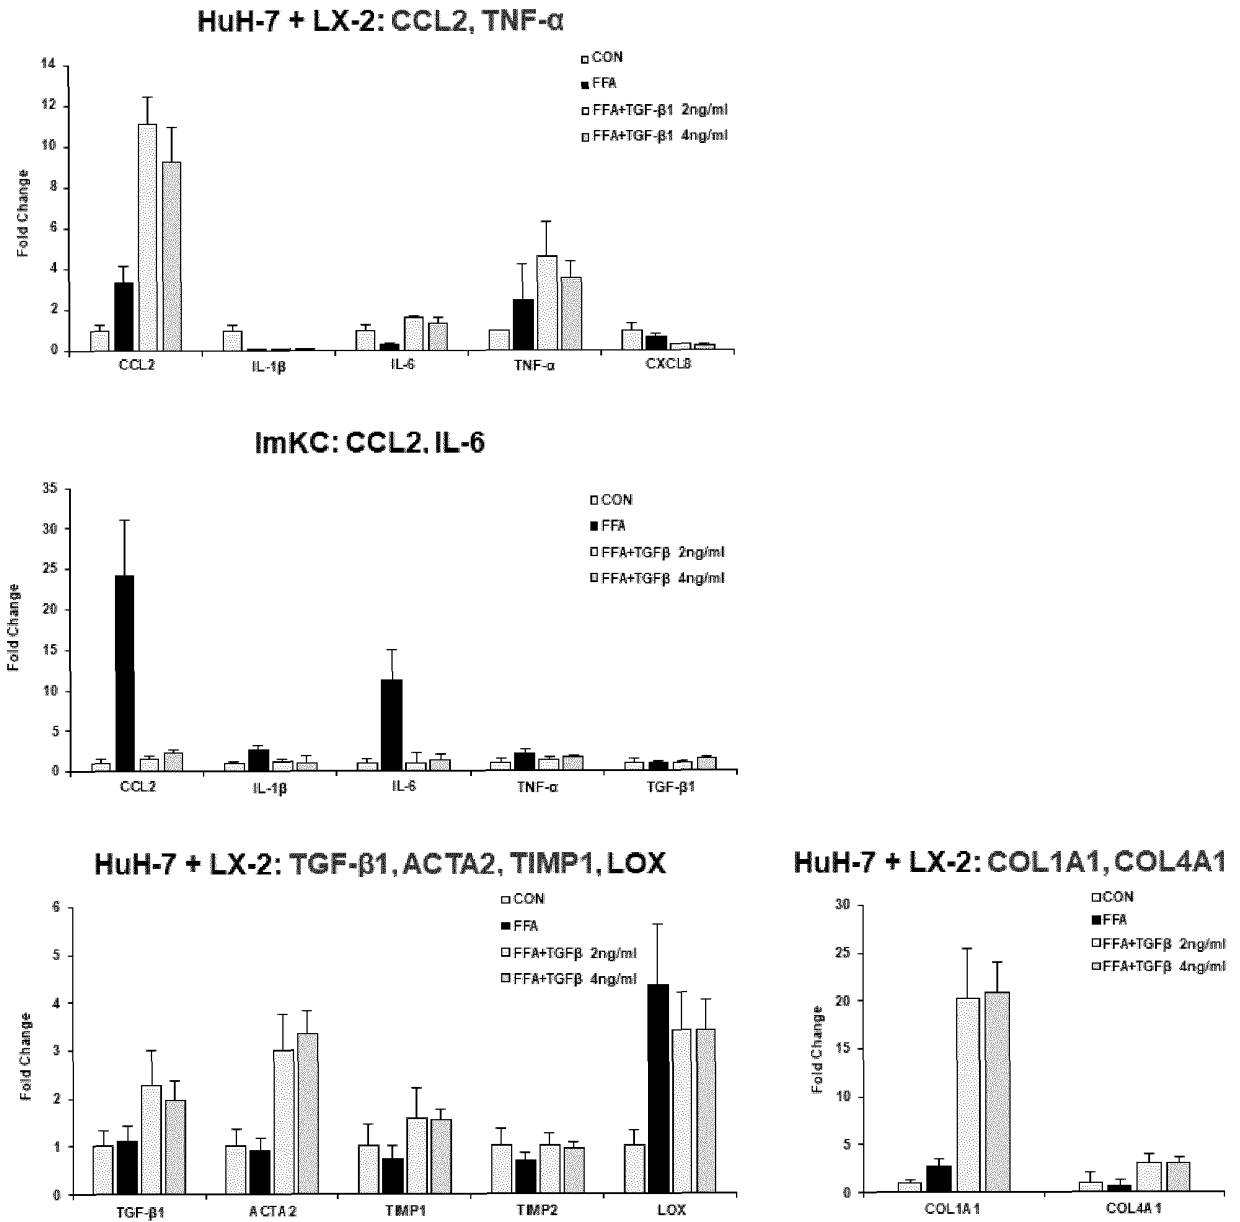 HuH-7 + LX-2: CCL2, TNF-α
14
12
10
8
6
4
2
0
Fold Change
CON
FFA
FFA+TGF-β1 2ng/ml
FFA+TGF-β1 4ng/ml
CCL2 IL-1β IL-6 TNF-α CXCL8
ImKC: CCL2, IL-6
35
30
25
20
15
10
5
0
Fold Change
CON
FFA
FFA+TGFβ 2ng/ml
FFA+TGFβ 4ng/ml
CCL2 IL-1β IL-6 TNF-α TGF-β1
HuH-7 + LX-2: TGF-β1, ACTA2, TIMP1, LOX
6
5
4
3
2
1
0
Fold Change
CON
FFA
FFA+TGFβ 2ng/ml
FFA+TGFβ 4ng/ml
TGF-β1 ACTA2 TIMP1 TIMP2 LOX
HuH-7 + LX-2: COL1A1, COL4A1
30
25
20
15
10
5
0
Fold Change
CON
FFA
FFA+TGFβ 2ng/ml
FFA+TGFβ 4ng/ml
COL1A1 COL4A1